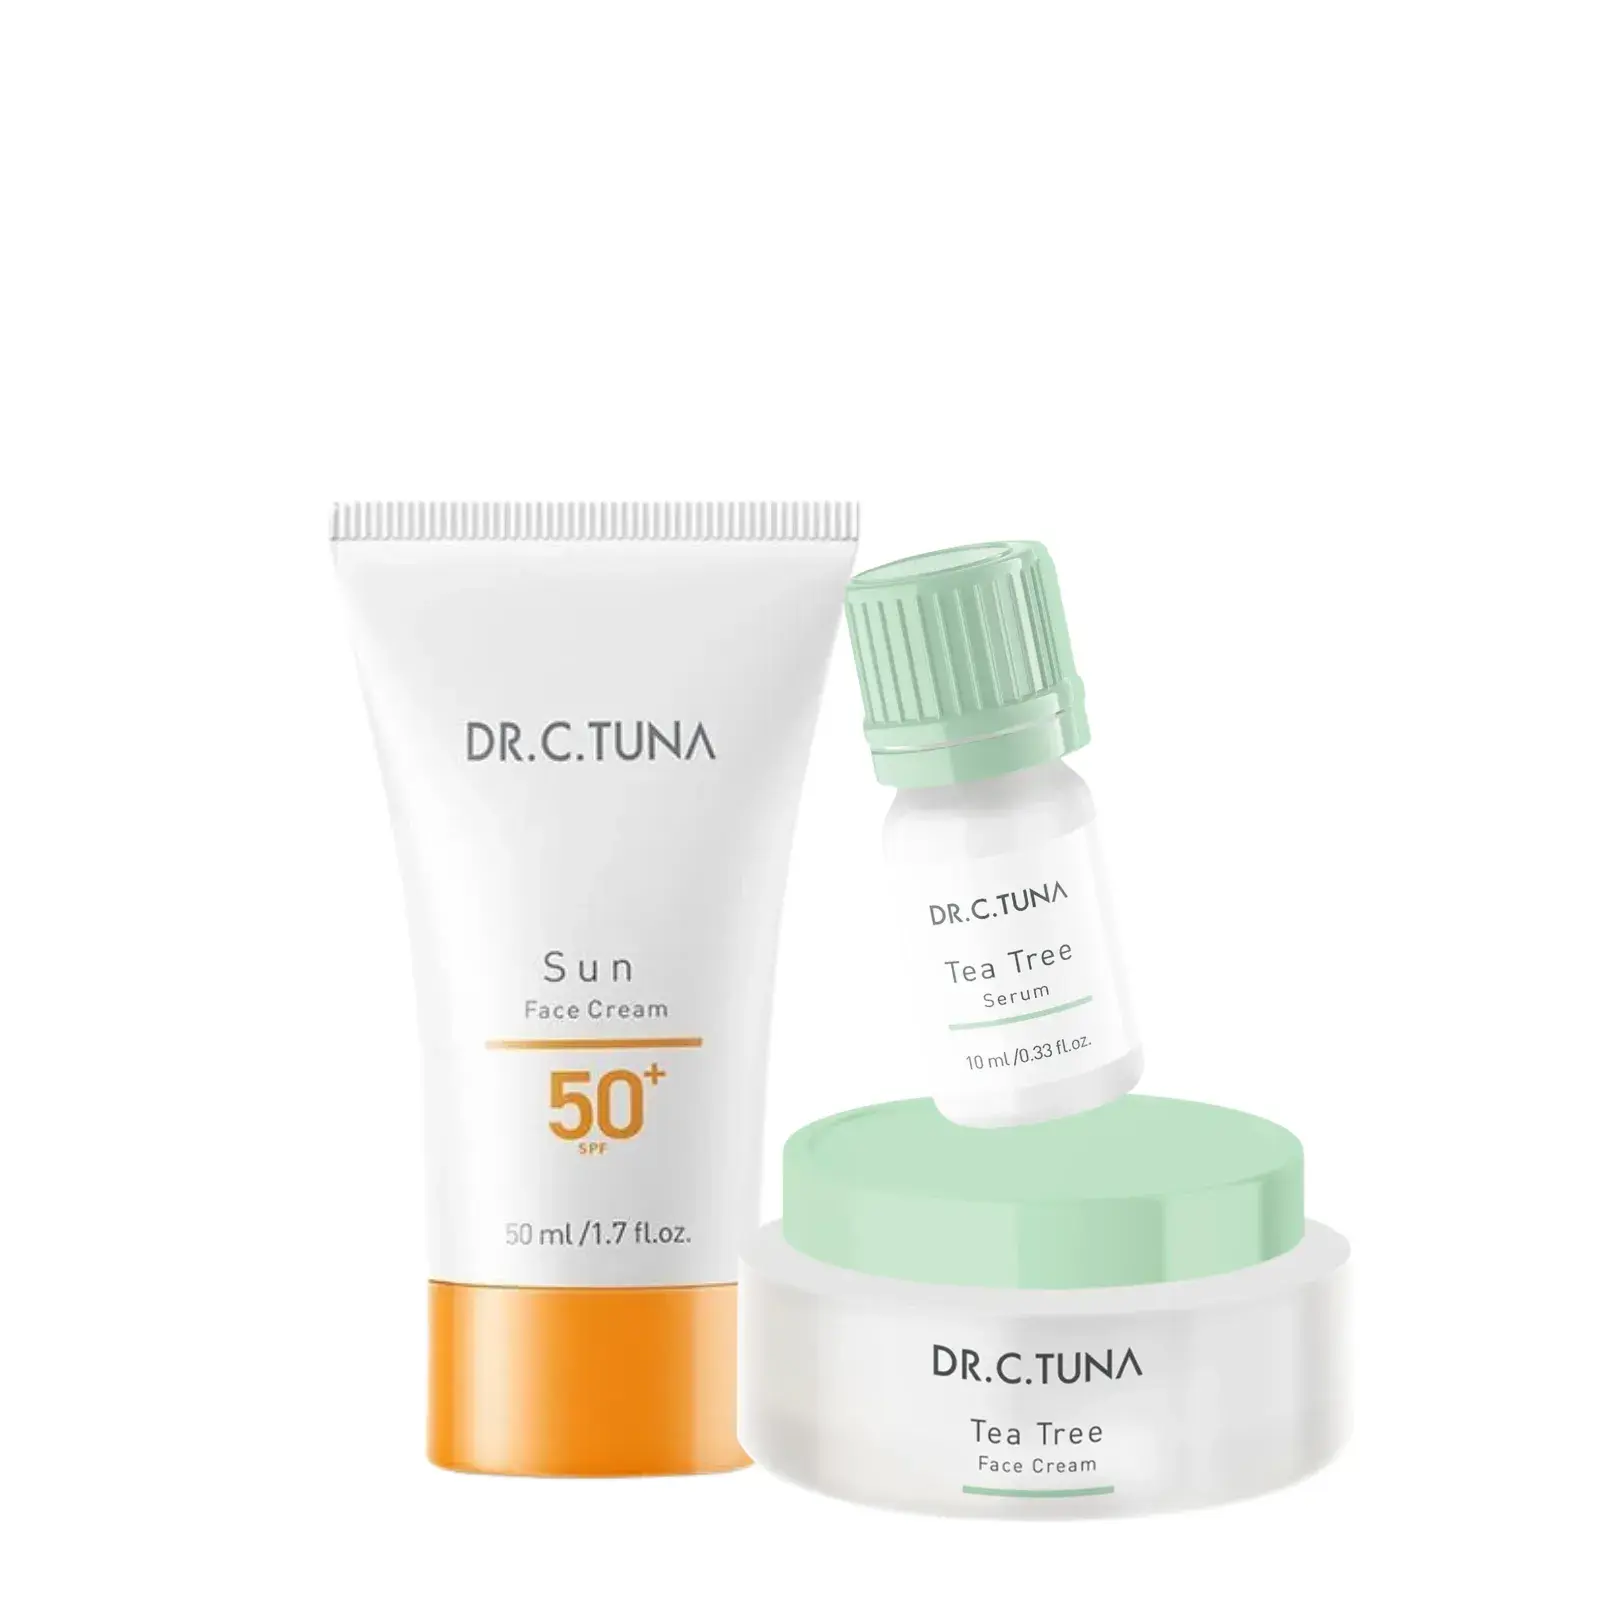 DR.C.TUNA
Sun
Face Cream
50+
SPF
50 ml/1.7 fl.oz.
DR.C.TUNA
Tea Tree
Serum
10 ml/0.33 fl.oz.
DR.C.TUNA
Tea Tree
Face Cream